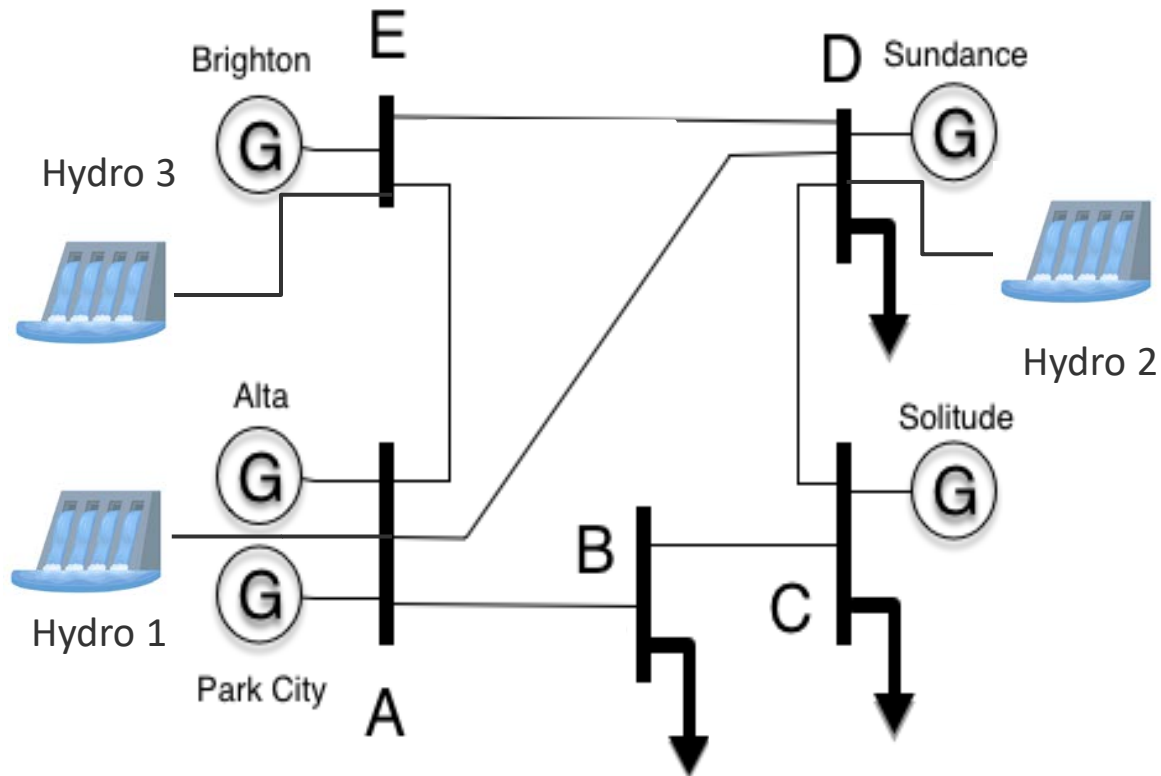 E
Brighton
G
D
Sundance
G
Hydro 3
Hydro 2
Alta
G
Solitude
G
Hydro 1
G
Park City
A
B
C